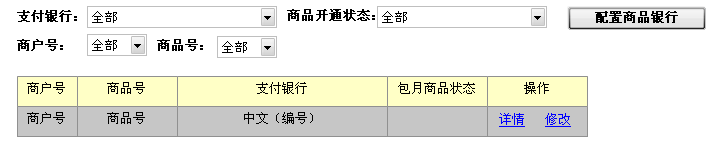 支付银行： 全部 商品开通状态: 全部 配置商品银行
商户号： 全部 商品号： 全部
商户号 商品号 支付银行 包月商品状态 操作
商户号 商品号 中文（编号） 详情 修改